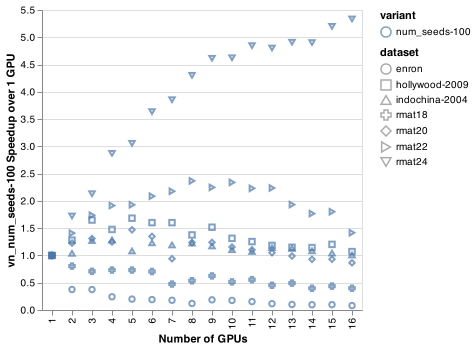 5.5
5.0
4.5
4.0
3.5
3.0
2.5
2.0
1.5
1.0
0.5
0.0
vn_num_seeds-100 Speedup over 1 GPU
1 2 3 4 5 6 7 8 9 10 11 12 13 14 15 16
Number of GPUs
variant
num_seeds-100
dataset
enron
hollywood-2009
indochina-2004
rmat18
rmat20
rmat22
rmat24